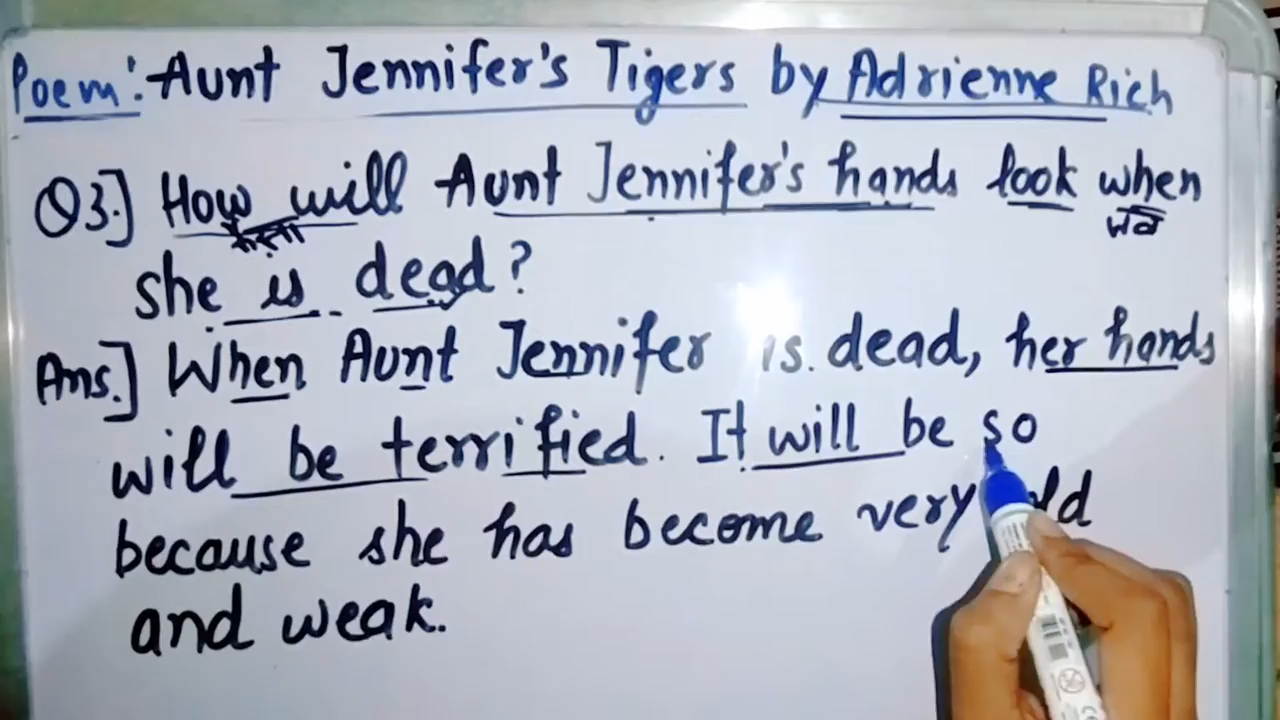 Poem:- Aunt Jennifer's Tigers by Adrienne Rich
Q3.] How will Aunt Jennifer's hands look when
जब
she is dead?
Ans.] When Aunt Jennifer is dead, her hands
will be terrified. It will be so
because she has become very old
and weak.